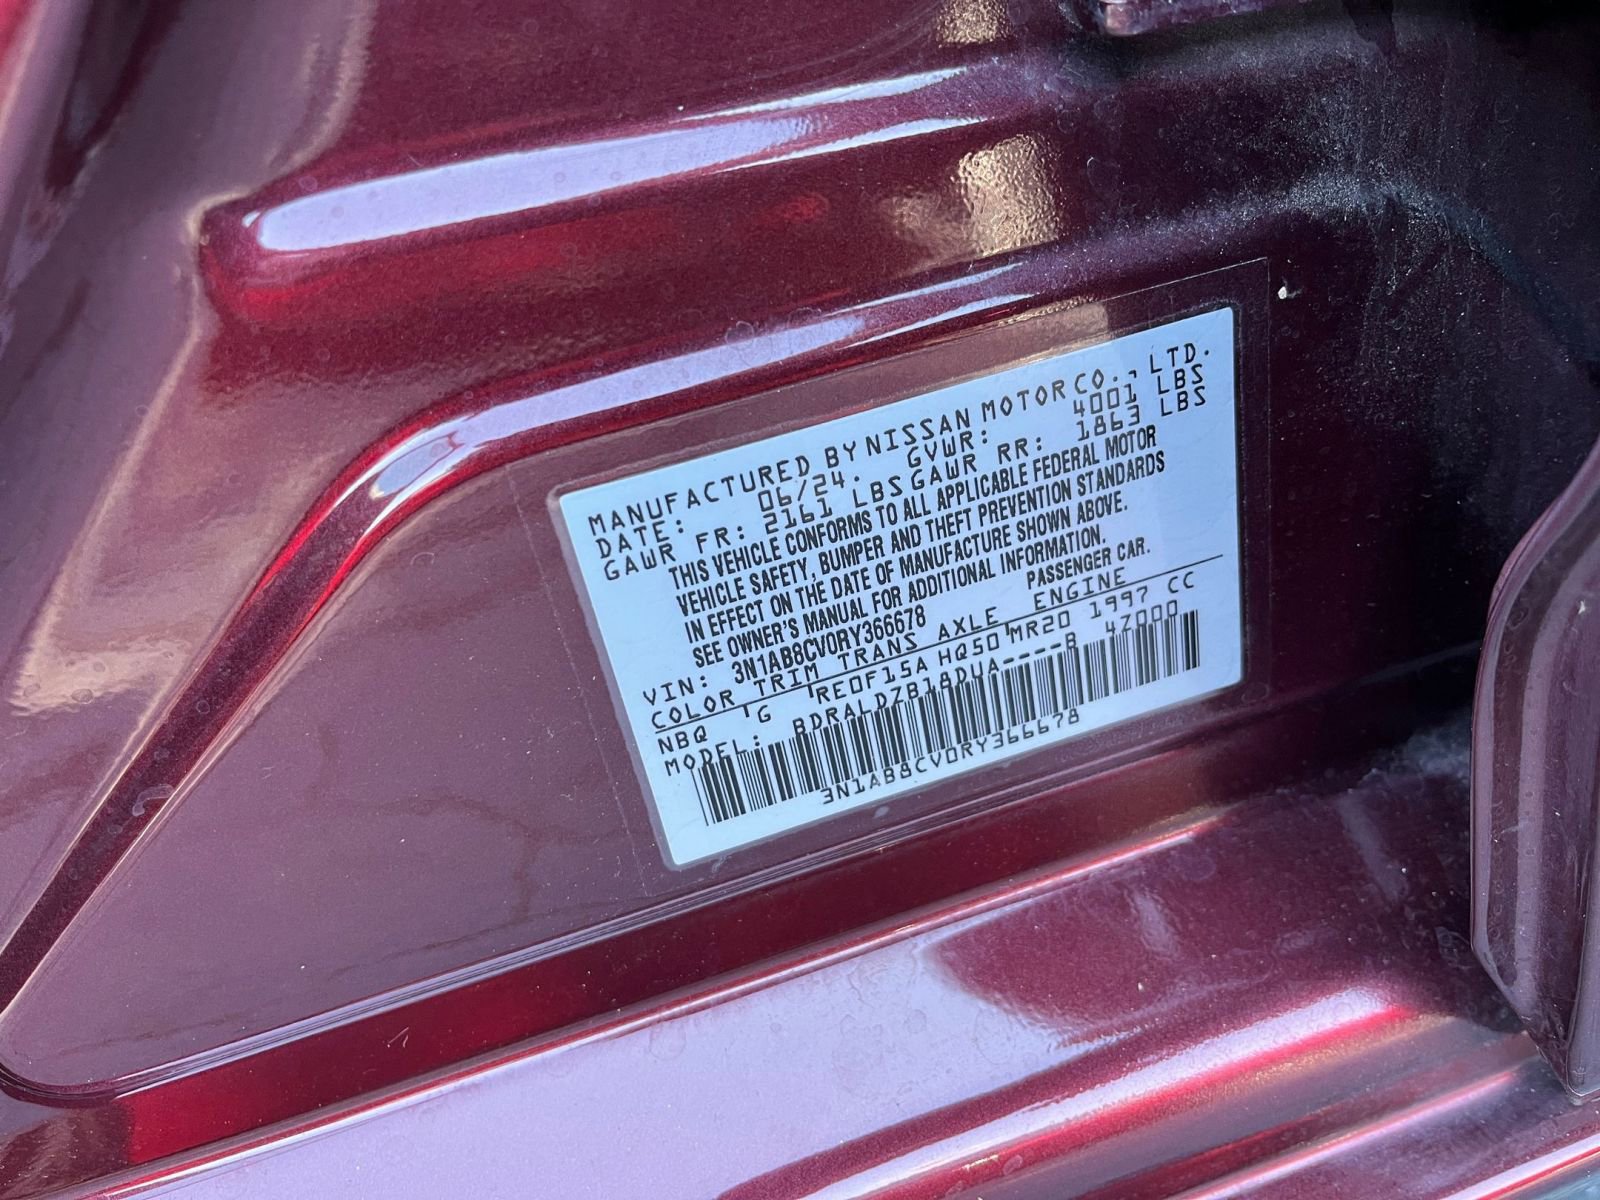 MANUFACTURED BY NISSAN MOTOR CO., LTD.
DATE: 06/24. GVWR: 4001 LBS
GAWR FR: 2161 LBS GAWR RR: 1863 LBS
THIS VEHICLE CONFORMS TO ALL APPLICABLE FEDERAL MOTOR
VEHICLE SAFETY, BUMPER AND THEFT PREVENTION STANDARDS
IN EFFECT ON THE DATE OF MANUFACTURE SHOWN ABOVE.
SEE OWNER'S MANUAL FOR ADDITIONAL INFORMATION.
VIN: 3N1AB8CV0RY366678 PASSENGER CAR.
COLOR TRIM TRANS AXLE ENGINE
NBQ G RE0F15A HQ50 MR20 1997 CC
MODEL: BDRALDZB18DUA----B 4Z000
3N1AB8CV0RY366678